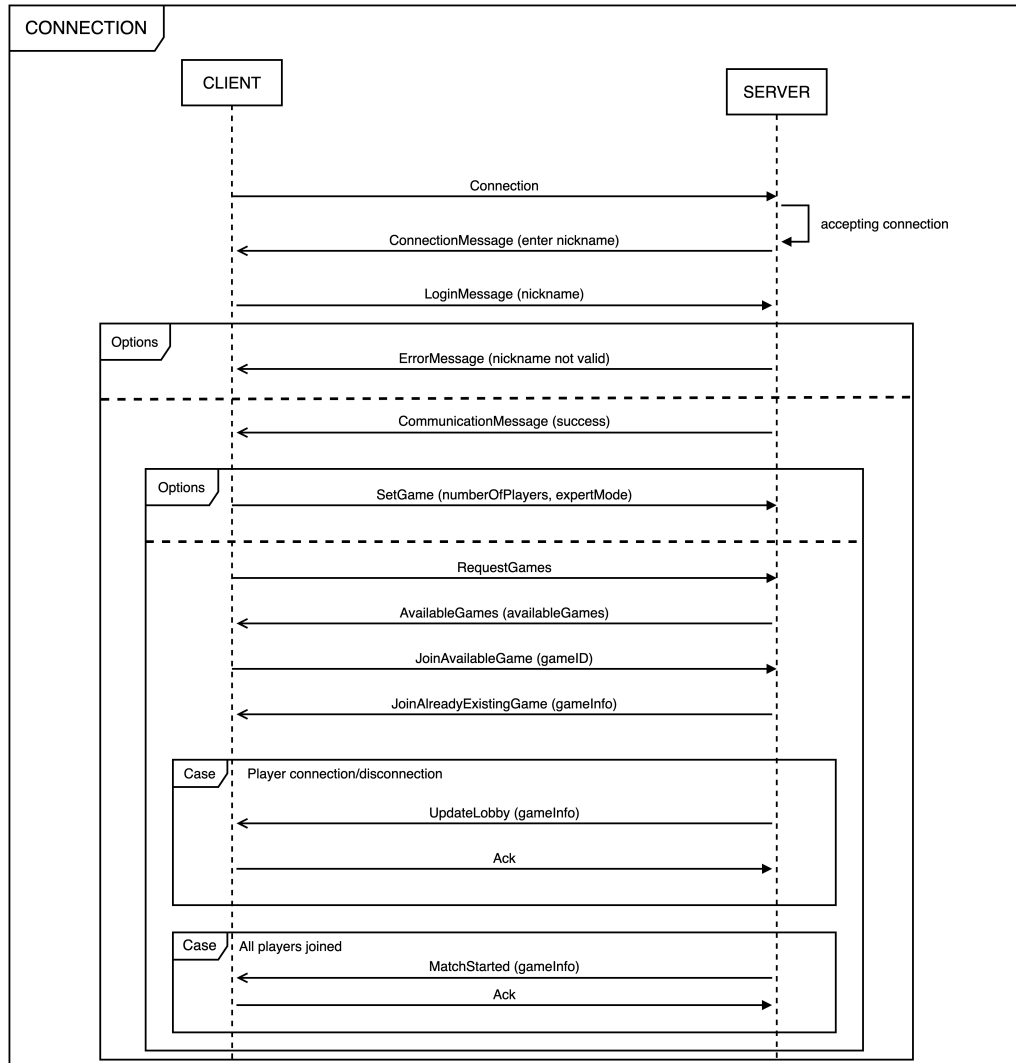 CONNECTION
CLIENT
SERVER
Connection
accepting connection
ConnectionMessage (enter nickname)
LoginMessage (nickname)
Options
ErrorMessage (nickname not valid)
CommunicationMessage (success)
Options
SetGame (numberOfPlayers, expertMode)
RequestGames
AvailableGames (availableGames)
JoinAvailableGame (gameID)
JoinAlreadyExistingGame (gameInfo)
Case Player connection/disconnection
UpdateLobby (gameInfo)
Ack
Case All players joined
MatchStarted (gameInfo)
Ack